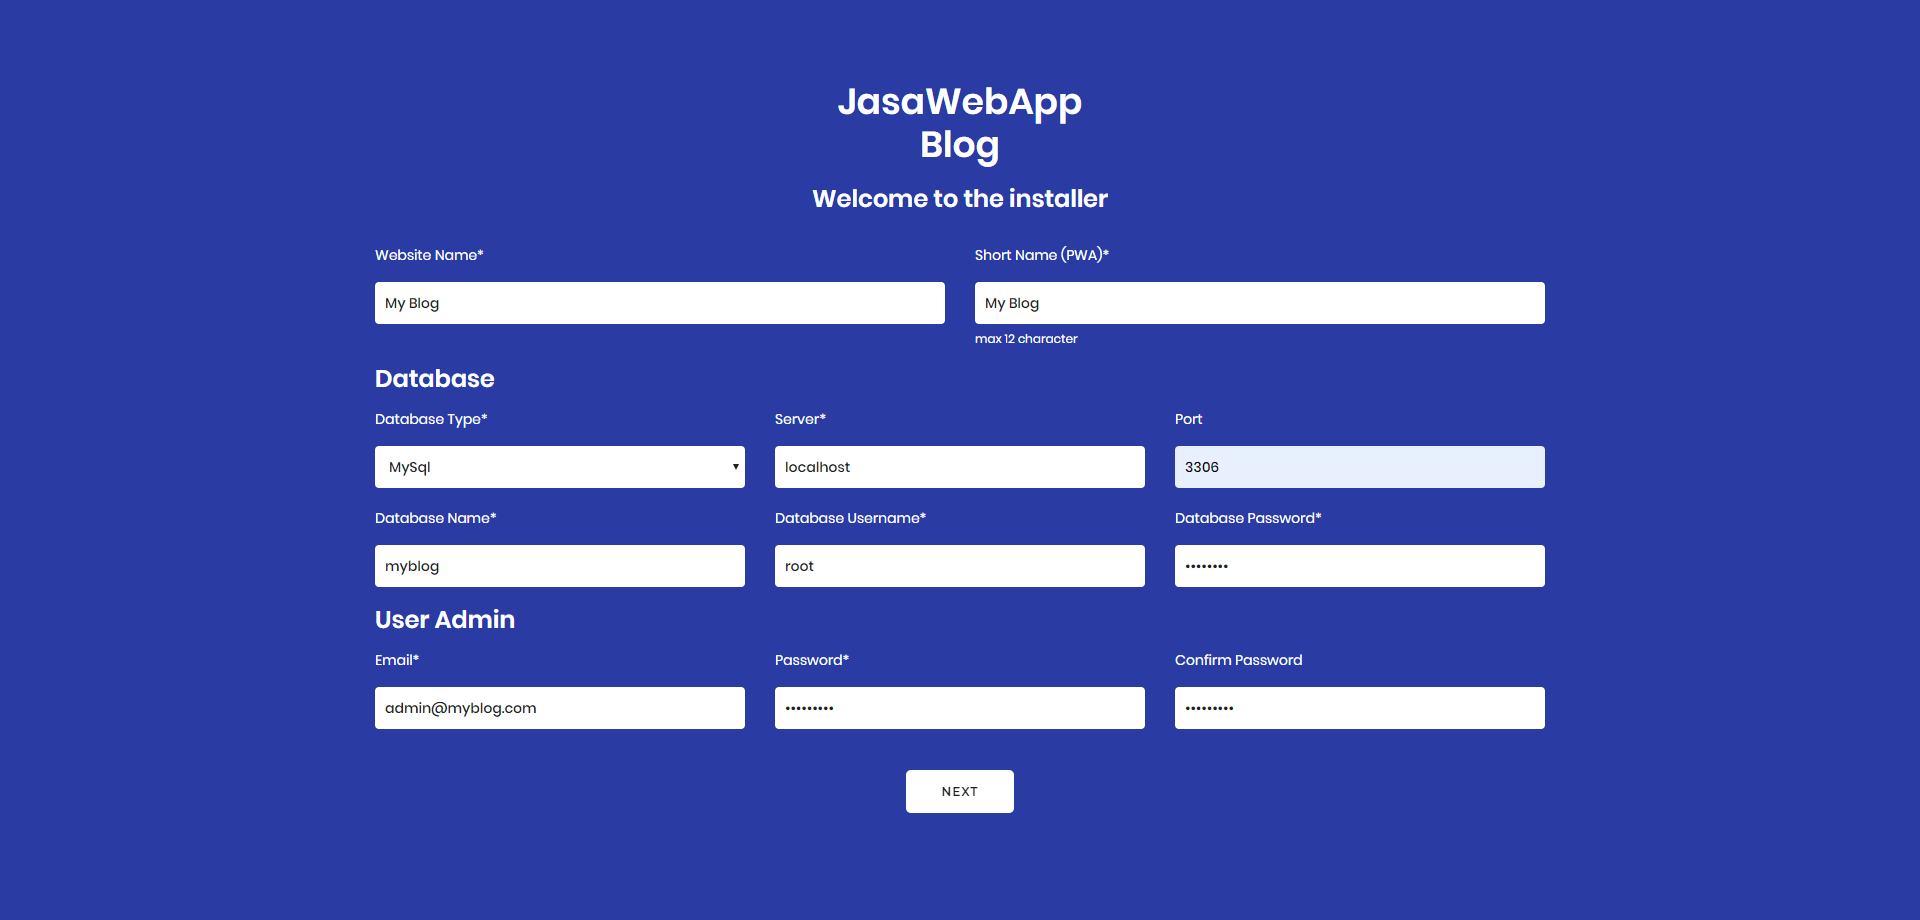 JasaWebApp
Blog
Welcome to the installer
Website Name*
Short Name (PWA)*
My Blog
My Blog
max 12 character
Database
Database Type*
Server*
Port
MySql
localhost
3306
Database Name*
Database Username*
Database Password*
myblog
root
••••••••
User Admin
Email*
Password*
Confirm Password
admin@myblog.com
•••••••••
•••••••••
NEXT